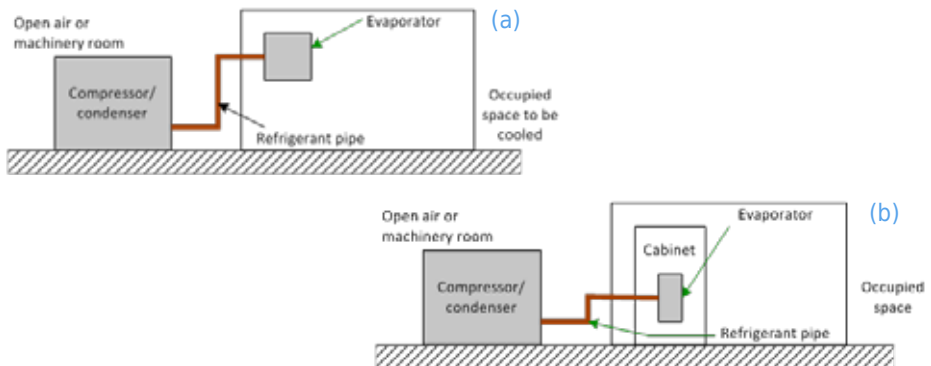 (a)
Open air or
machinery room
Evaporator
Compressor/
condenser
Refrigerant pipe
Occupied
space to be
cooled
(b)
Open air or
machinery room
Evaporator
Cabinet
Compressor/
condenser
Occupied
space
Refrigerant pipe